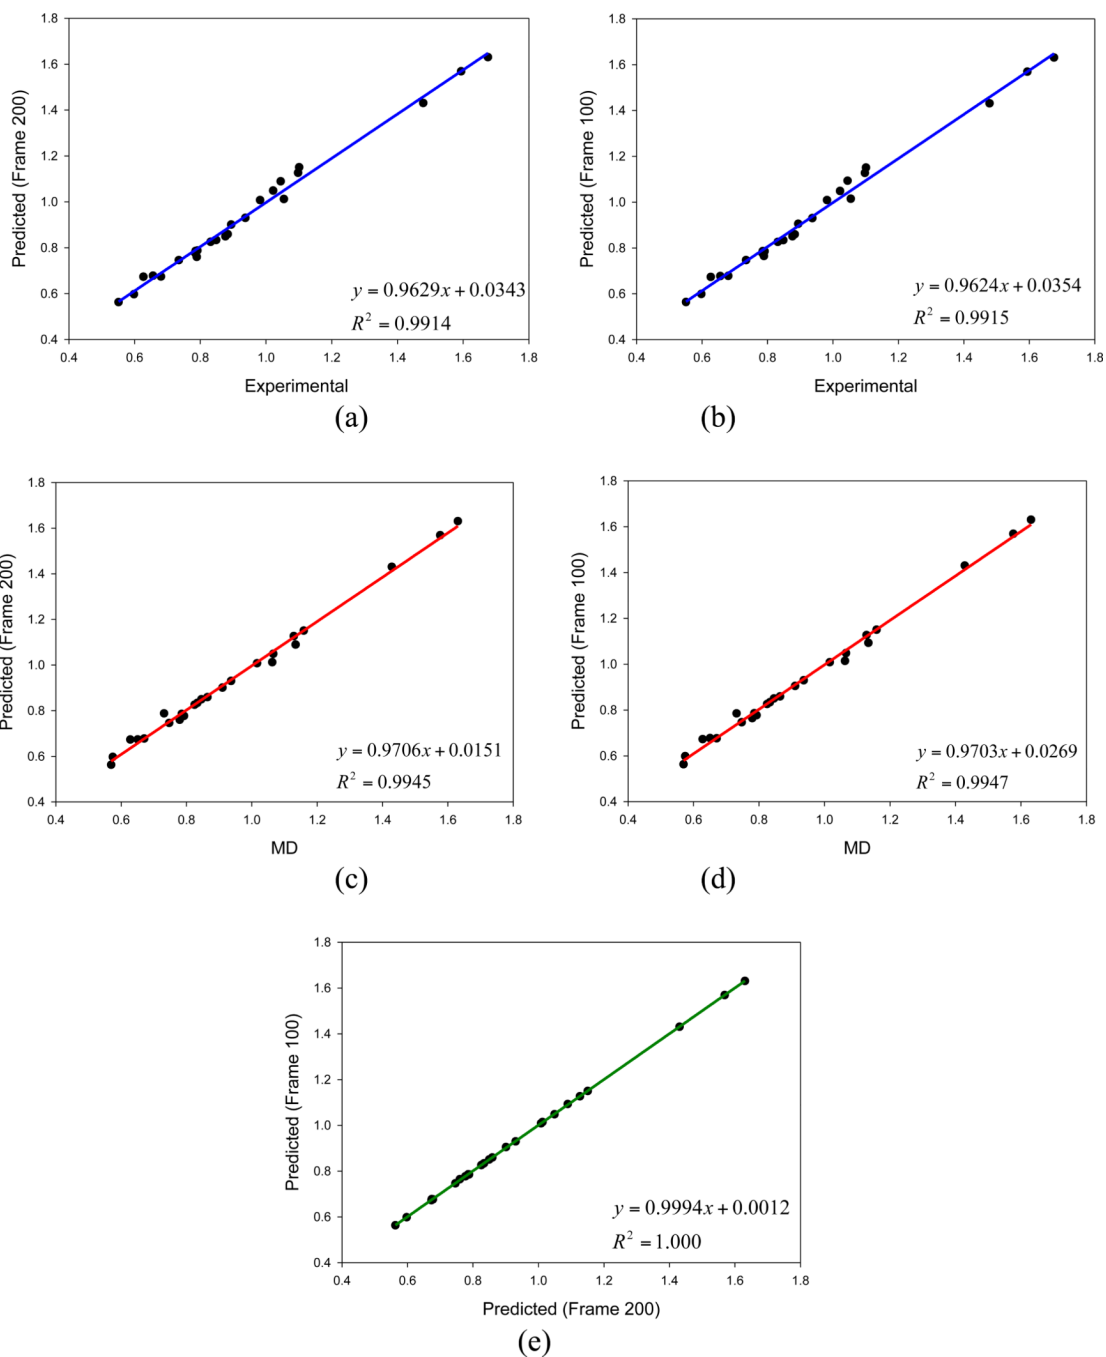 1.8
1.6
1.4
1.2
1.0
0.8
0.6
0.4
Predicted (Frame 200)
y = 0.9629x + 0.0343
R² = 0.9914
0.4 0.6 0.8 1.0 1.2 1.4 1.6 1.8
Experimental
(a)
1.8
1.6
1.4
1.2
1.0
0.8
0.6
0.4
Predicted (Frame 100)
y = 0.9624x + 0.0354
R² = 0.9915
0.4 0.6 0.8 1.0 1.2 1.4 1.6 1.8
Experimental
(b)
1.8
1.6
1.4
1.2
1.0
0.8
0.6
0.4
Predicted (Frame 200)
y = 0.9706x + 0.0151
R² = 0.9945
0.4 0.6 0.8 1.0 1.2 1.4 1.6 1.8
MD
(c)
1.8
1.6
1.4
1.2
1.0
0.8
0.6
0.4
Predicted (Frame 100)
y = 0.9703x + 0.0269
R² = 0.9947
0.4 0.6 0.8 1.0 1.2 1.4 1.6 1.8
MD
(d)
1.8
1.6
1.4
1.2
1.0
0.8
0.6
0.4
Predicted (Frame 100)
y = 0.9994x + 0.0012
R² = 1.000
0.4 0.6 0.8 1.0 1.2 1.4 1.6 1.8
Predicted (Frame 200)
(e)